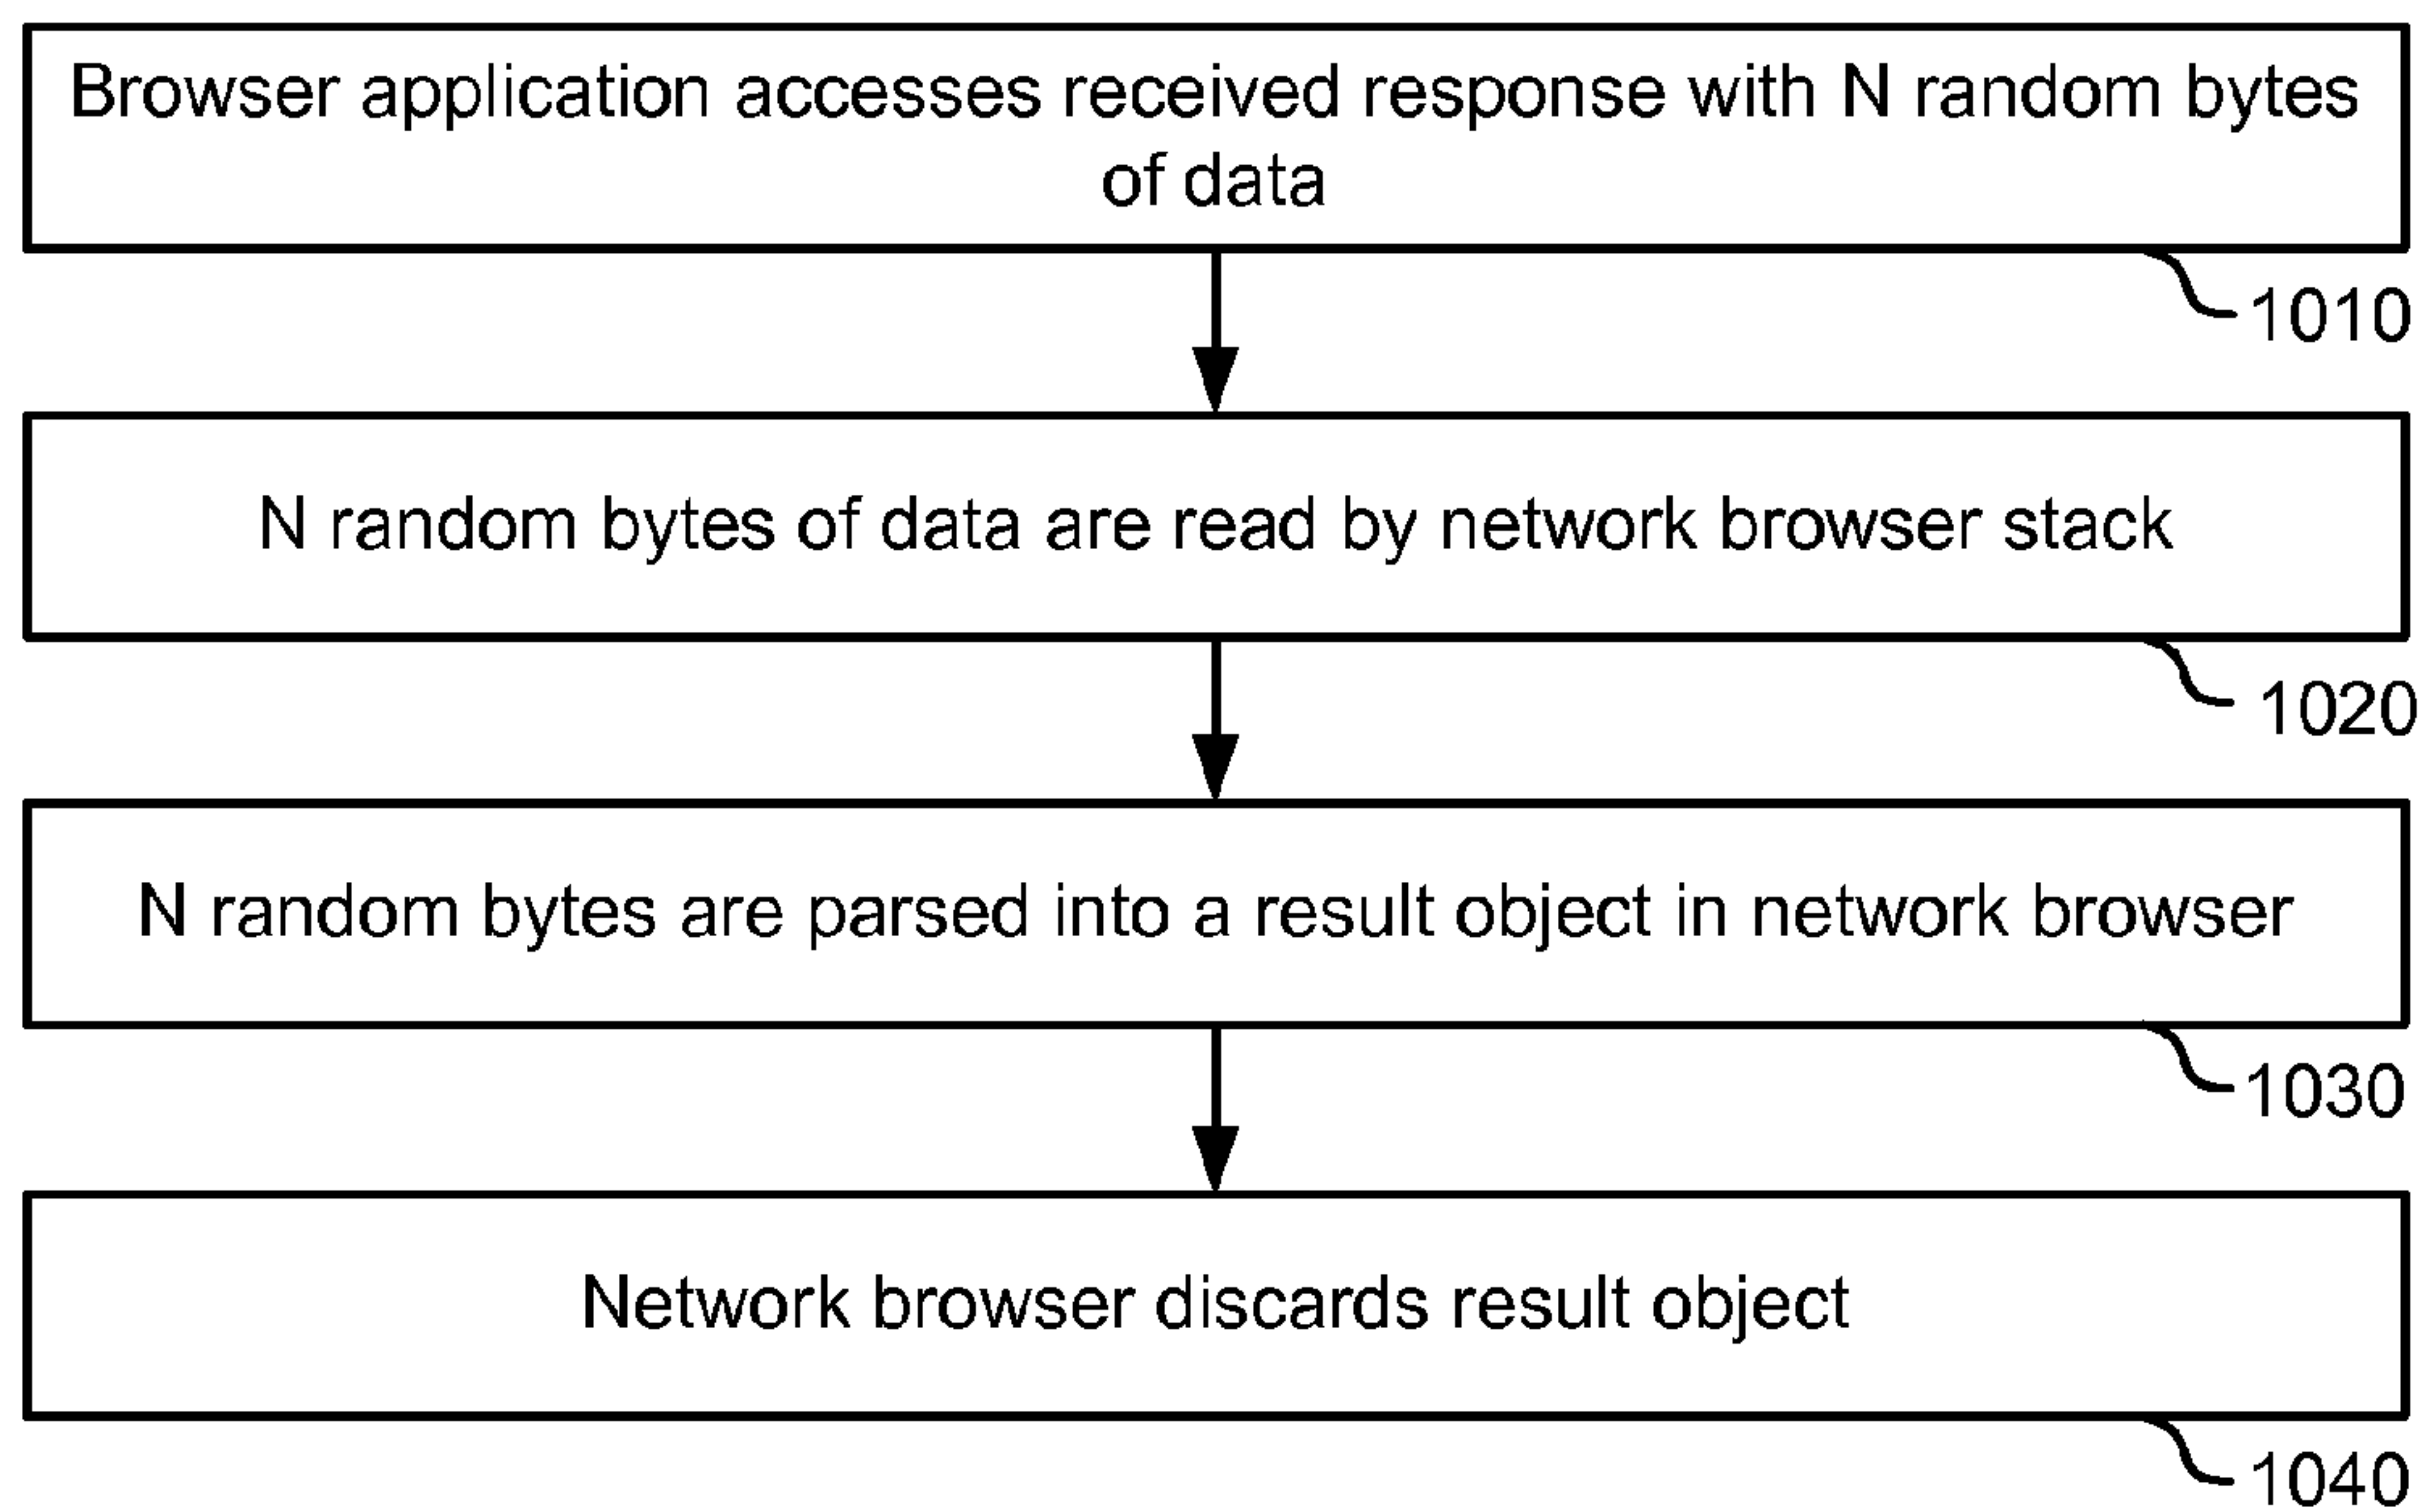 Browser application accesses received response with N random bytes
of data
1010
N random bytes of data are read by network browser stack
1020
N random bytes are parsed into a result object in network browser
1030
Network browser discards result object
1040